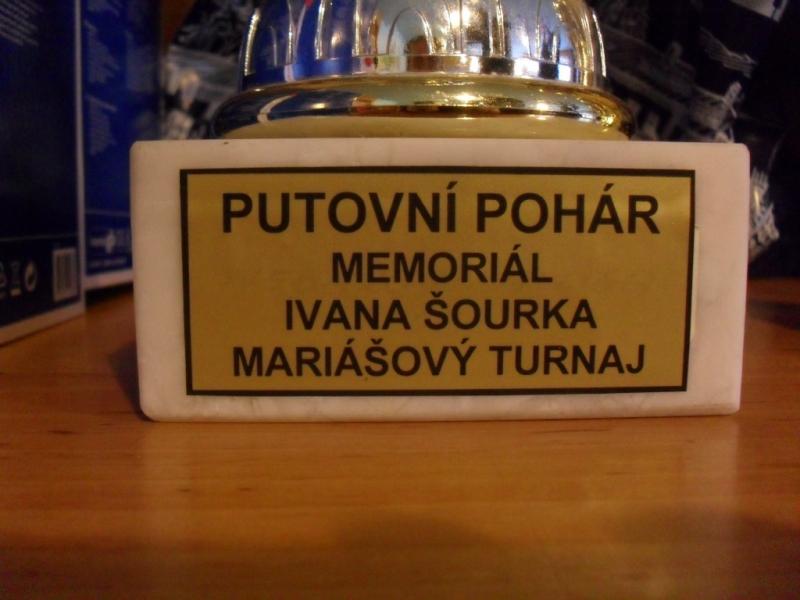 PUTOVNÍ POHÁR
MEMORIÁL
IVANA ŠOURKA
MARIÁŠOVÝ TURNAJ